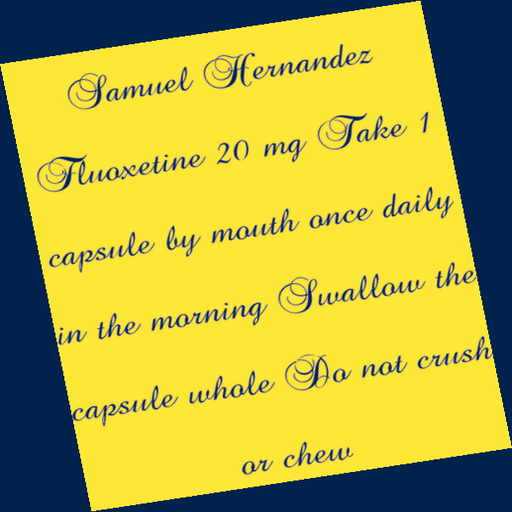 Samuel Hernandez
Fluoxetine 20 mg Take 1
capsule by mouth once daily
in the morning Swallow the
capsule whole Do not crush
or chew